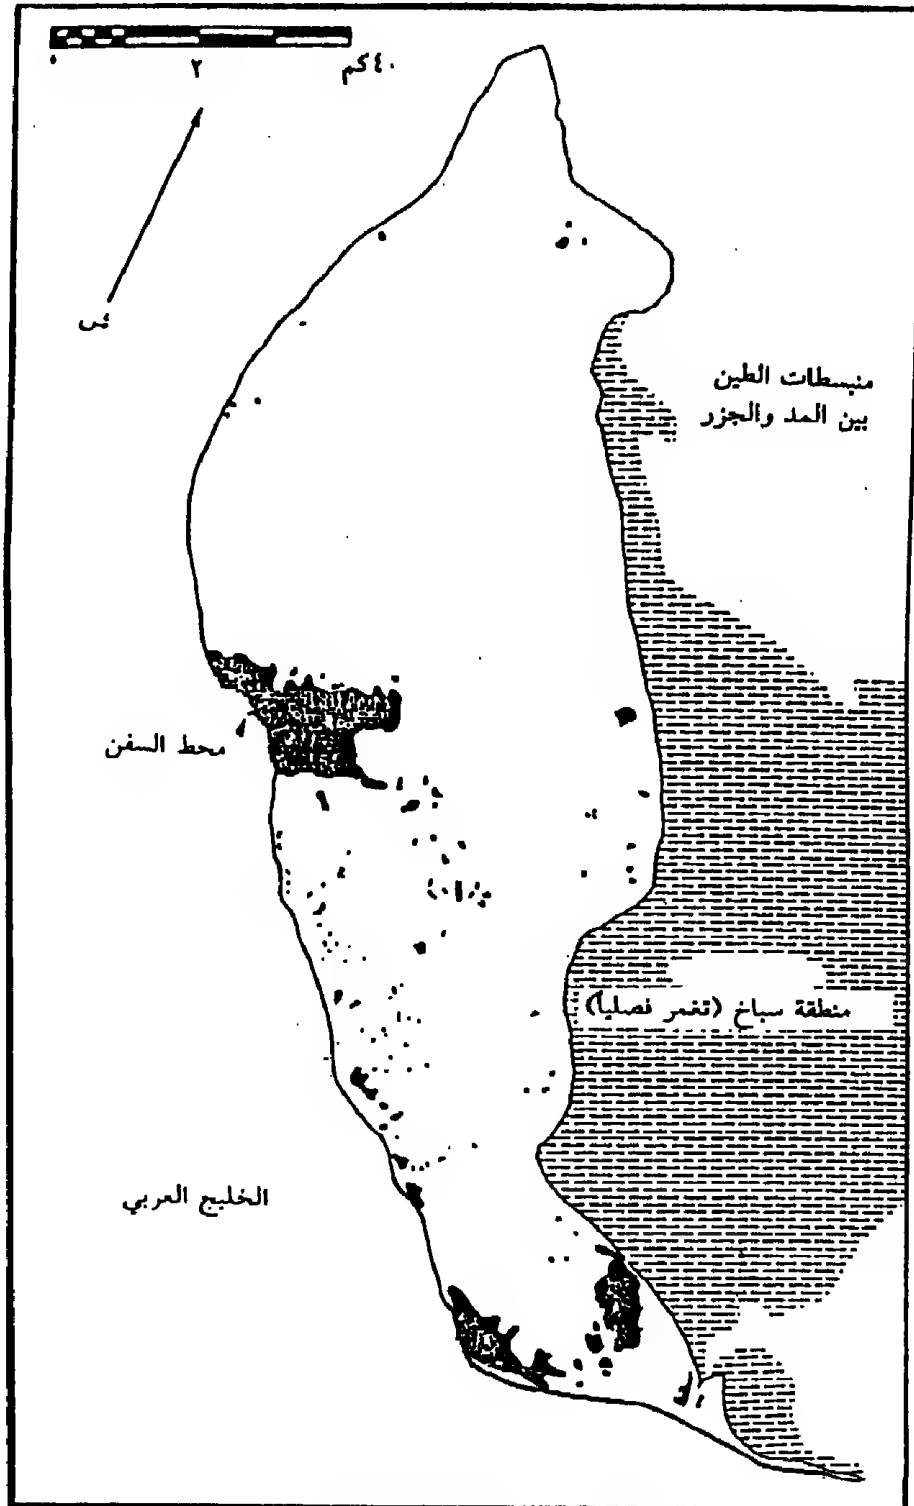 ٠ ٢ ٤٠كم
ش
منبسطات الطين
بين المد والجزر
محط السفن
منطقة سباخ (تغمر فصلياً)
الخليج العربي